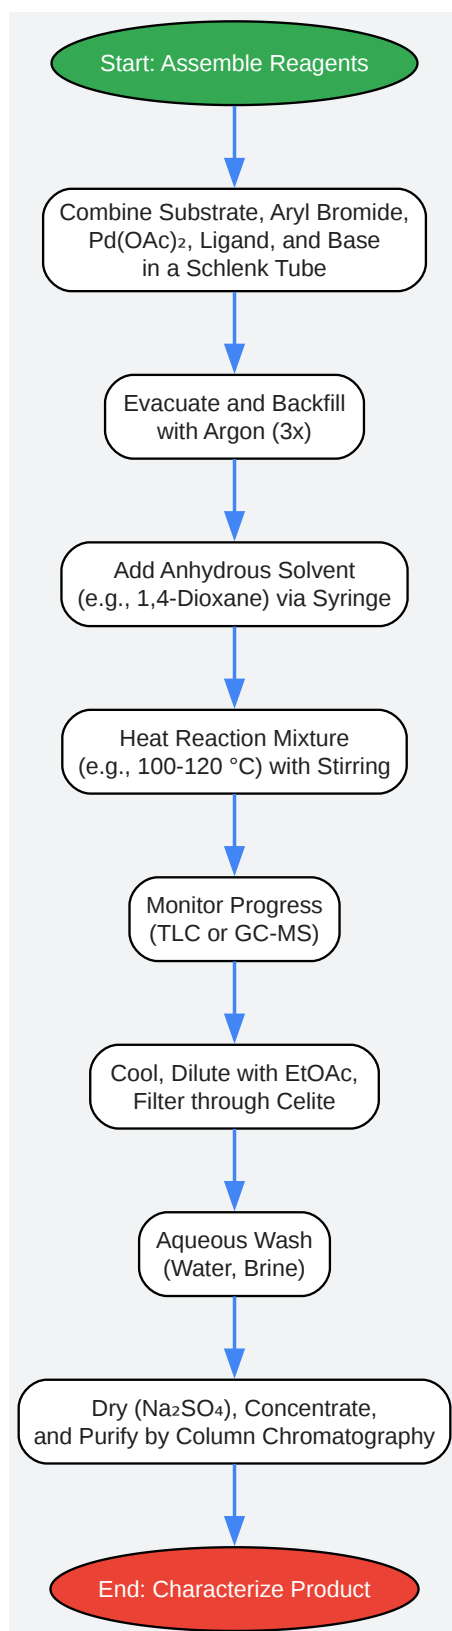 Start: Assemble Reagents
Combine Substrate, Aryl Bromide,
Pd(OAc)₂, Ligand, and Base
in a Schlenk Tube
Evacuate and Backfill
with Argon (3x)
Add Anhydrous Solvent
(e.g., 1,4-Dioxane) via Syringe
Heat Reaction Mixture
(e.g., 100-120 °C) with Stirring
Monitor Progress
(TLC or GC-MS)
Cool, Dilute with EtOAc,
Filter through Celite
Aqueous Wash
(Water, Brine)
Dry (Na₂SO₄), Concentrate,
and Purify by Column Chromatography
End: Characterize Product